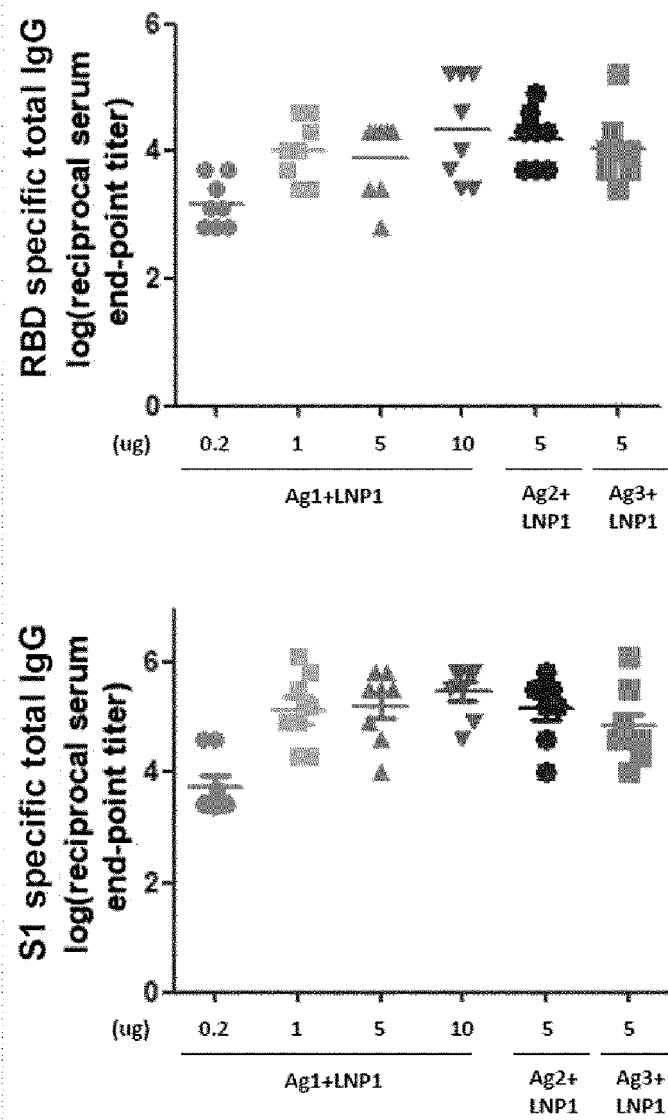 RBD specific total IgG
log(reciprocal serum
end-point titer)
6
4
2
0
(ug) 0.2 1 5 10 5 5
Ag1+LNP1 Ag2+ Ag3+
LNP1 LNP1
S1 specific total IgG
log(reciprocal serum
end-point titer)
6
4
2
0
(ug) 0.2 1 5 10 5 5
Ag1+LNP1 Ag2+ Ag3+
LNP1 LNP1